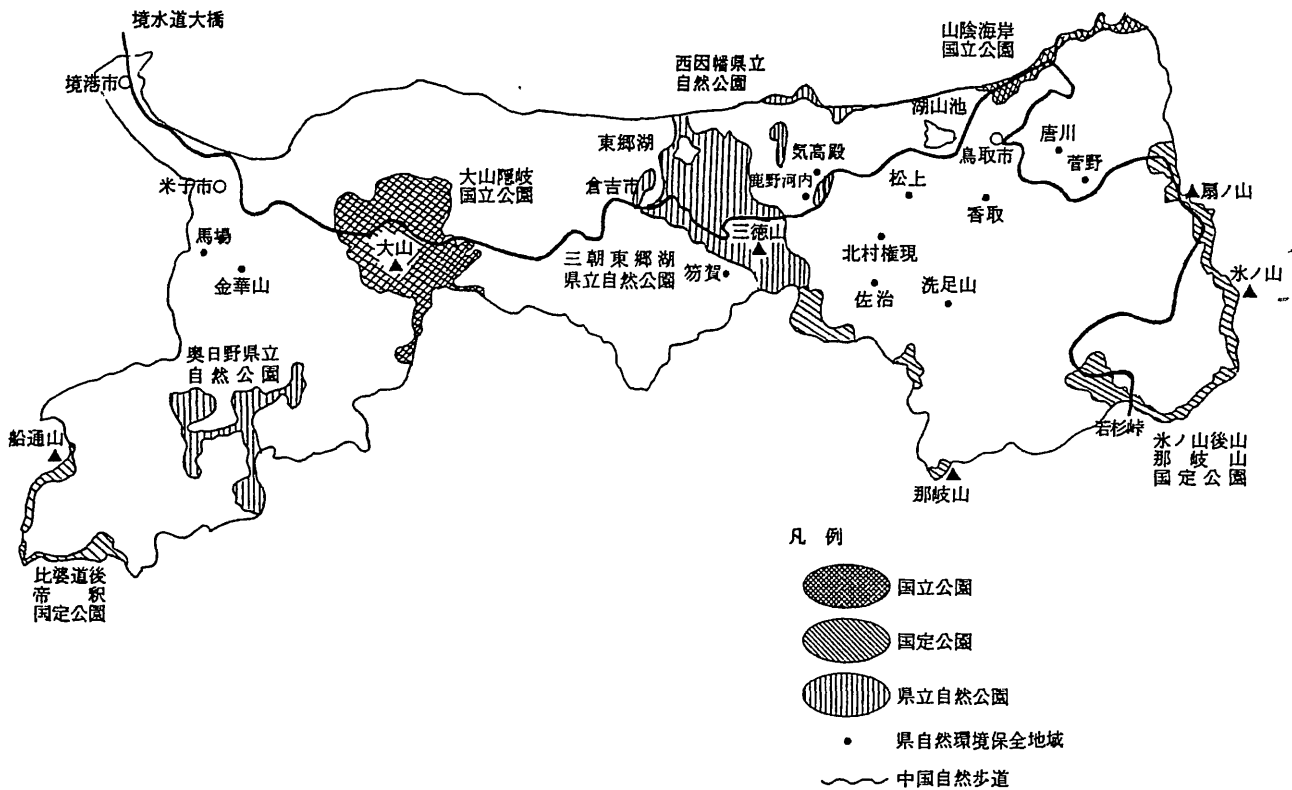 境水道大橋
境港市
米子市
馬場
金華山
大山隠岐
国立公園
大山
奥日野県立
自然公園
船通山
比婆道後
帝釈
国定公園
倉吉市
東郷湖
三朝東郷湖
県立自然公園
笏賀
三徳山
西因幡県立
自然公園
気高殿
鹿野河内
山陰海岸
国立公園
湖山池
鳥取市
唐川
菅野
松上
香取
北村権現
佐治
洗足山
扇ノ山
氷ノ山
若杉峠
氷ノ山後山
那岐山
国定公園
那岐山
凡例
国立公園
国定公園
県立自然公園
県自然環境保全地域
中国自然歩道